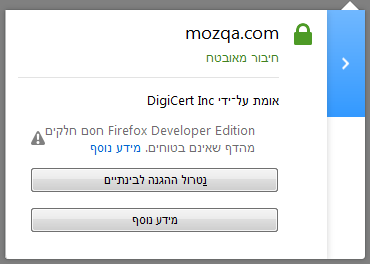 mozqa.com
חיבור מאובטח
אומת על־ידי DigiCert Inc
Firefox Developer Edition חסם חלקים
מהדף שאינם בטוחים. מידע נוסף
נַטרול ההגנה לבינתיים
מידע נוסף